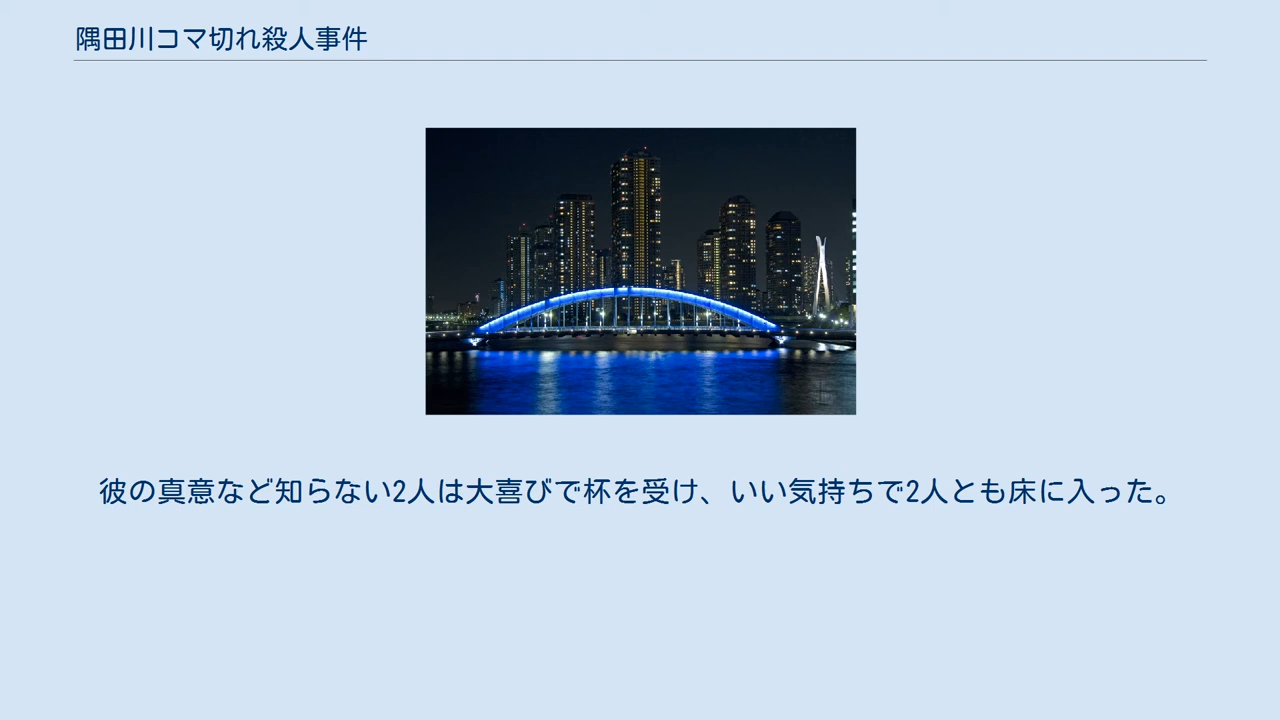 隅田川コマ切れ殺人事件
彼の真意など知らない2人は大喜びで杯を受け、いい気持ちで2人とも床に入った。